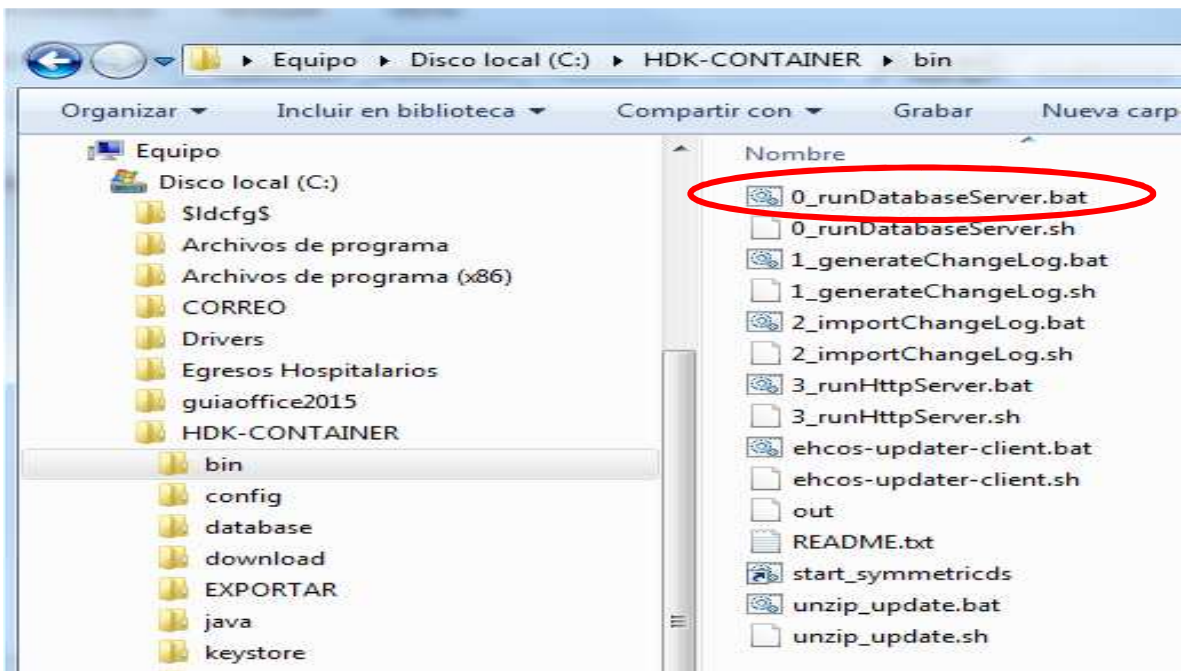 Equipo ▸ Disco local (C:) ▸ HDK-CONTAINER ▸ bin
Organizar Incluir en biblioteca Compartir con Grabar Nueva carp
Equipo
Disco local (C:)
$ldcfg$
Archivos de programa
Archivos de programa (x86)
CORREO
Drivers
Egresos Hospitalarios
guiaoffice2015
HDK-CONTAINER
bin
config
database
download
EXPORTAR
java
keystore
Nombre
0_runDatabaseServer.bat
0_runDatabaseServer.sh
1_generateChangeLog.bat
1_generateChangeLog.sh
2_importChangeLog.bat
2_importChangeLog.sh
3_runHttpServer.bat
3_runHttpServer.sh
ehcos-updater-client.bat
ehcos-updater-client.sh
out
README.txt
start_symmetricds
unzip_update.bat
unzip_update.sh